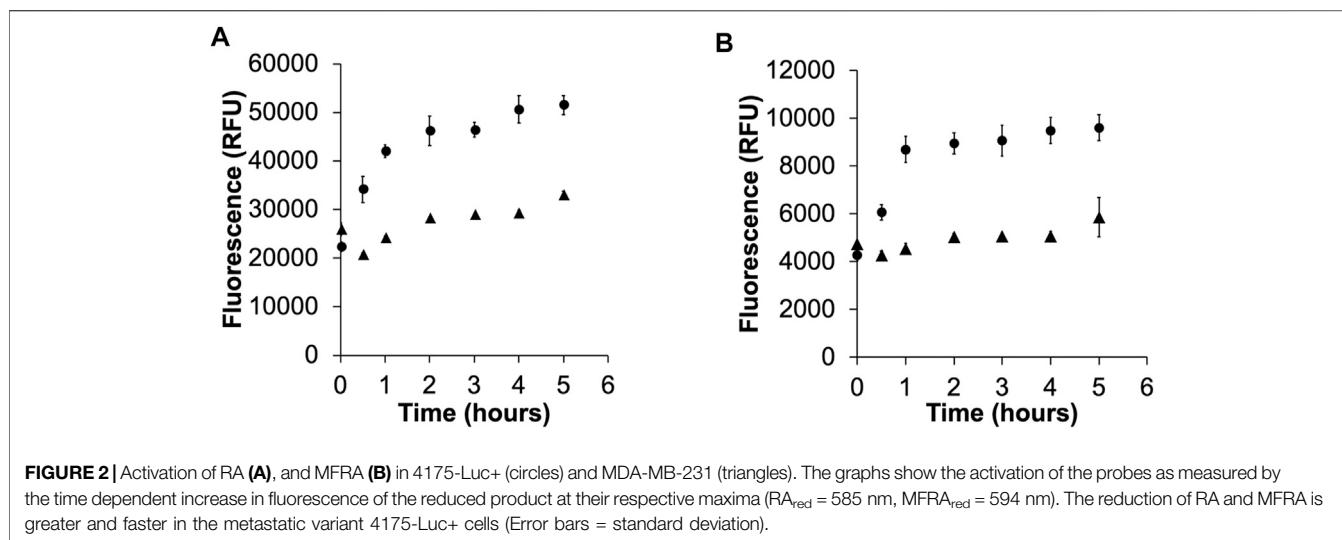 A
60000
50000
40000
30000
20000
10000
0
Fluorescence (RFU)
0 1 2 3 4 5 6
Time (hours)
B
12000
10000
8000
6000
4000
2000
0
Fluorescence (RFU)
0 1 2 3 4 5 6
Time (hours)
FIGURE 2 | Activation of RA (A), and MFRA (B) in 4175-Luc+ (circles) and MDA-MB-231 (triangles). The graphs show the activation of the probes as measured by
the time dependent increase in fluorescence of the reduced product at their respective maxima (RAred = 585 nm, MFRAred = 594 nm). The reduction of RA and MFRA is
greater and faster in the metastatic variant 4175-Luc+ cells (Error bars = standard deviation).